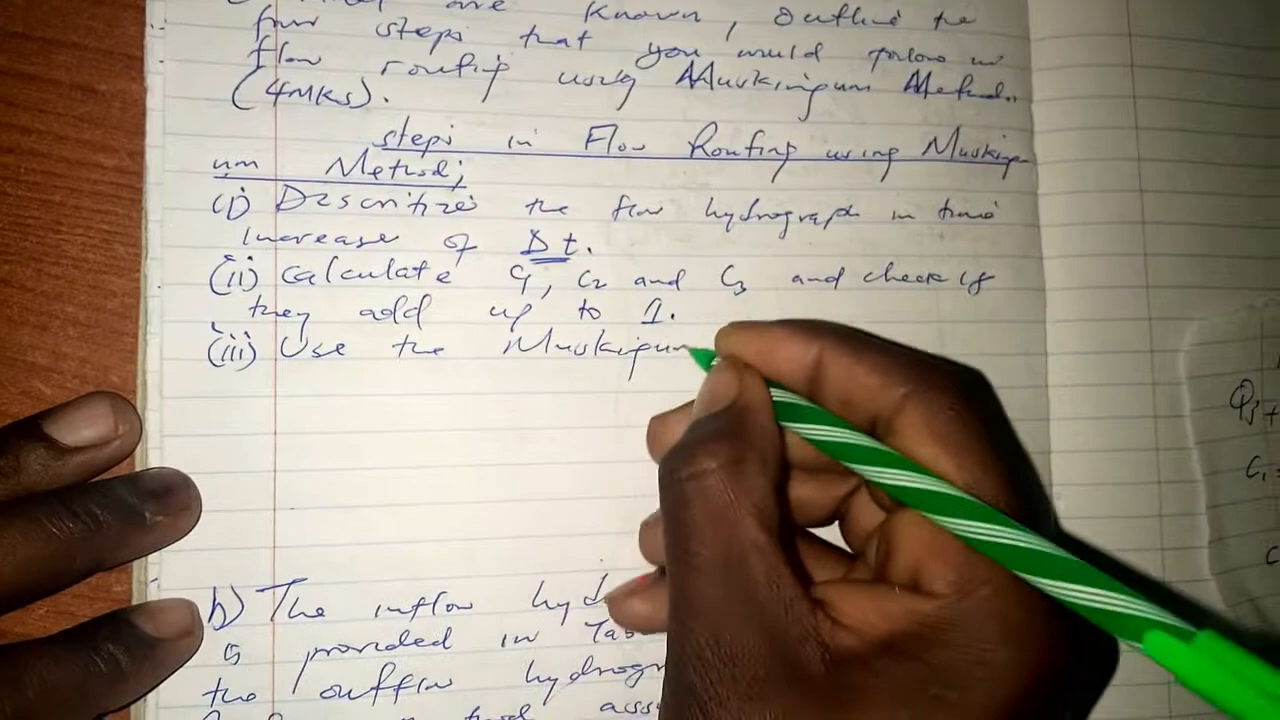 are known, outline the
four steps that you would follow in
flow routing using Muskingum Method.
(4MKs).
steps in Flow Routing using Musking
um Method;
(i) Descritize the flow hydrograph in time
increase of Δt.
(ii) Calculate C1, C2 and C3 and check if
they add up to 1.
(iii) Use the Muskingum
b) The inflow hyd
is provided in Tab
the outflow hydrogr